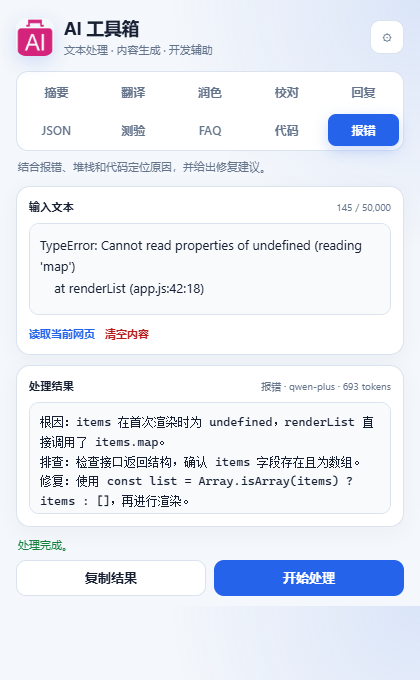 AI
AI 工具箱
文本处理 · 内容生成 · 开发辅助
摘要
翻译
润色
校对
回复
JSON
测验
FAQ
代码
报错
结合报错、堆栈和代码定位原因，并给出修复建议。
输入文本
145 / 50,000
TypeError: Cannot read properties of undefined (reading
'map')
at renderList (app.js:42:18)
读取当前网页
清空内容
处理结果
报错 · qwen-plus · 693 tokens
根因：items 在首次渲染时为 undefined，renderList 直
接调用了 items.map。
排查：检查接口返回结构，确认 items 字段存在且为数组。
修复：使用 const list = Array.isArray(items) ?
items : []，再进行渲染。
处理完成。
复制结果
开始处理